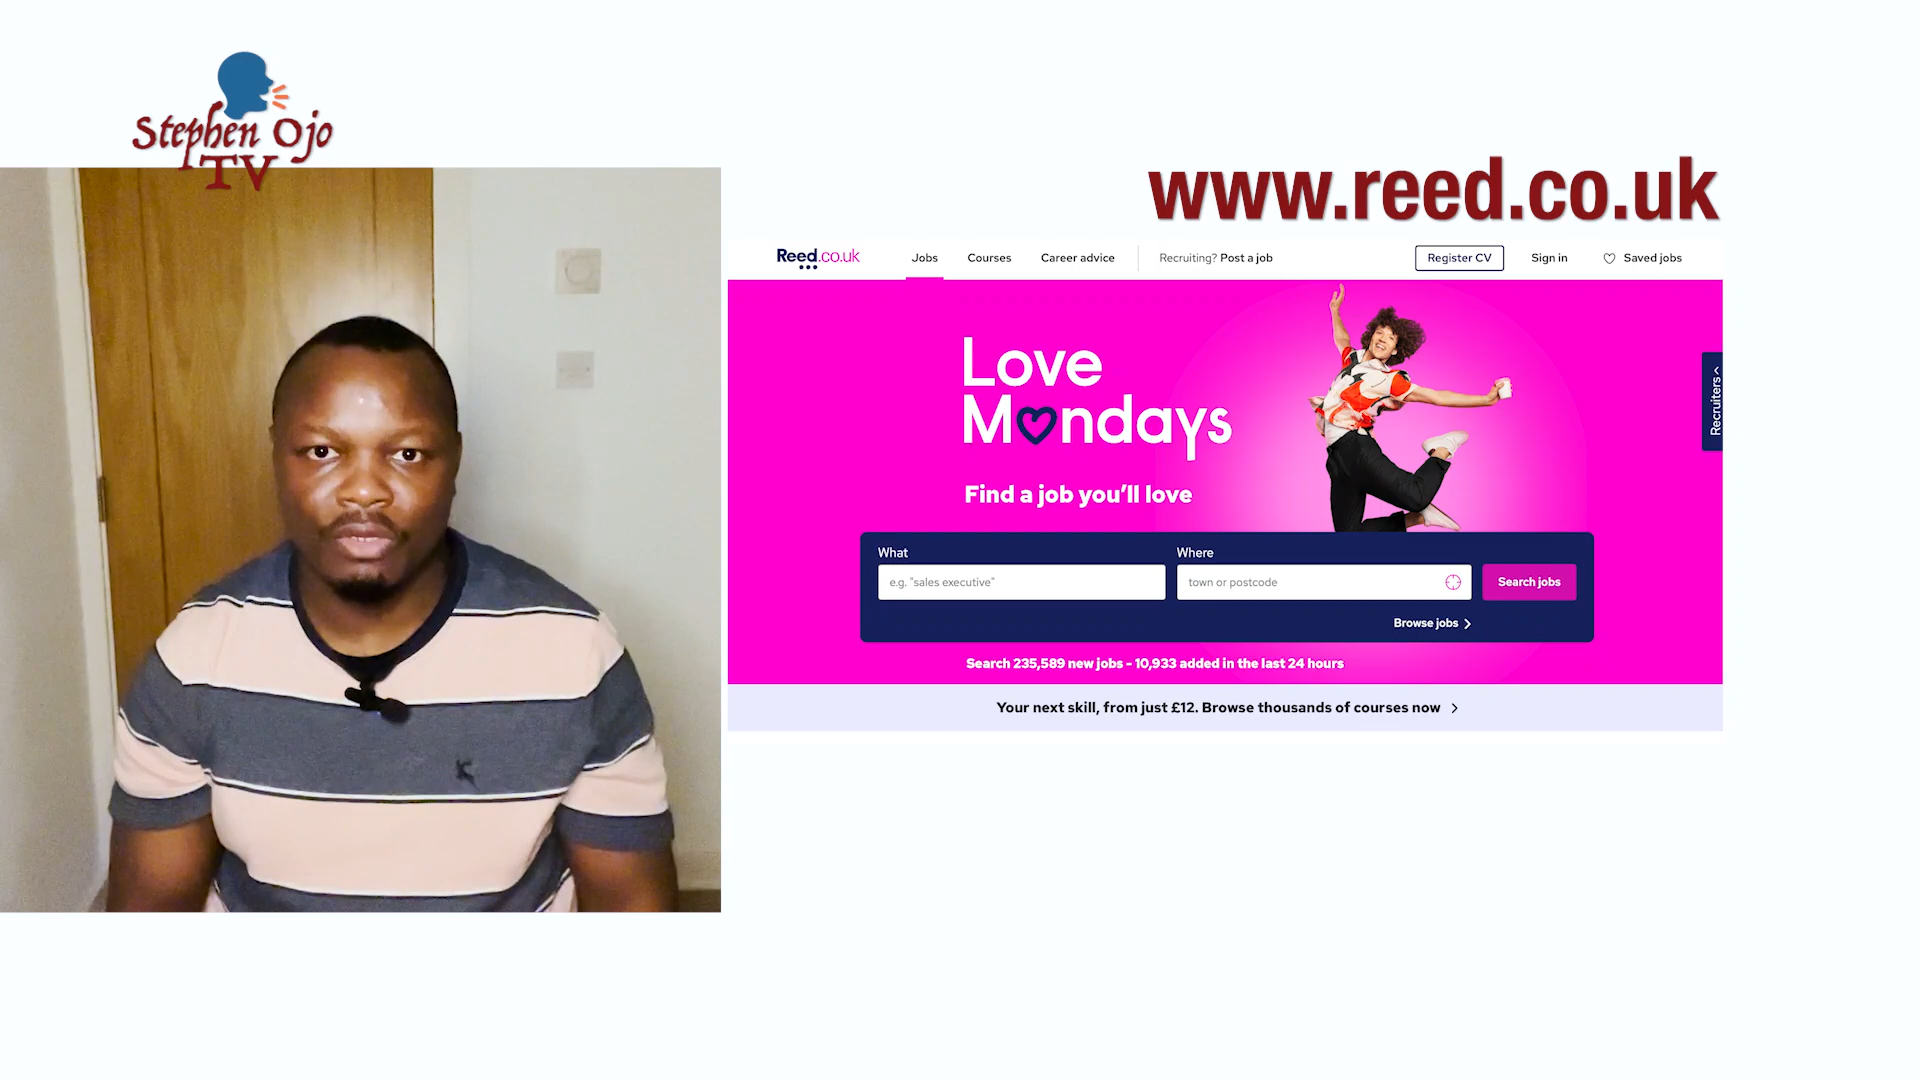 Stephen Ojo
TV
www.reed.co.uk
Reed.co.uk
Jobs
Courses
Career advice
Recruiting? Post a job
Register CV
Sign in
Saved jobs
Love
Mondays
Find a job you'll love
Recruiters
What
Where
e.g. "sales executive"
town or postcode
Search jobs
Browse jobs
Search 235,589 new jobs - 10,933 added in the last 24 hours
Your next skill, from just £12. Browse thousands of courses now